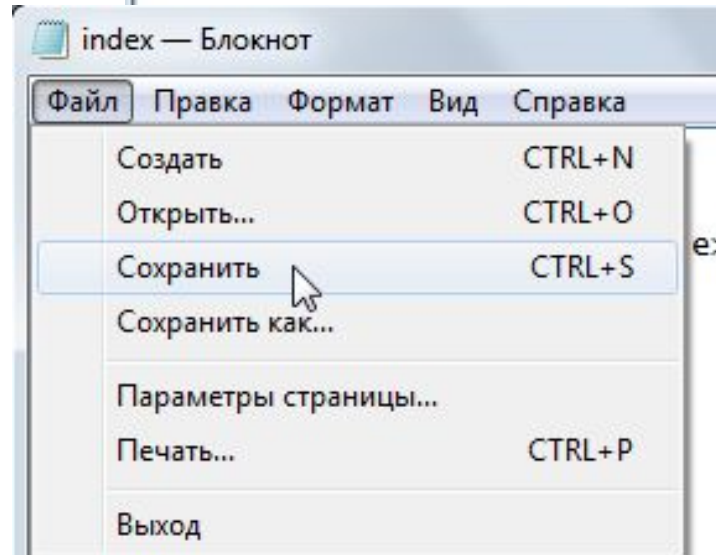 index — Блокнот
Файл Правка Формат Вид Справка
Создать CTRL+N
Открыть... CTRL+O
Сохранить CTRL+S
Сохранить как...
Параметры страницы...
Печать... CTRL+P
Выход